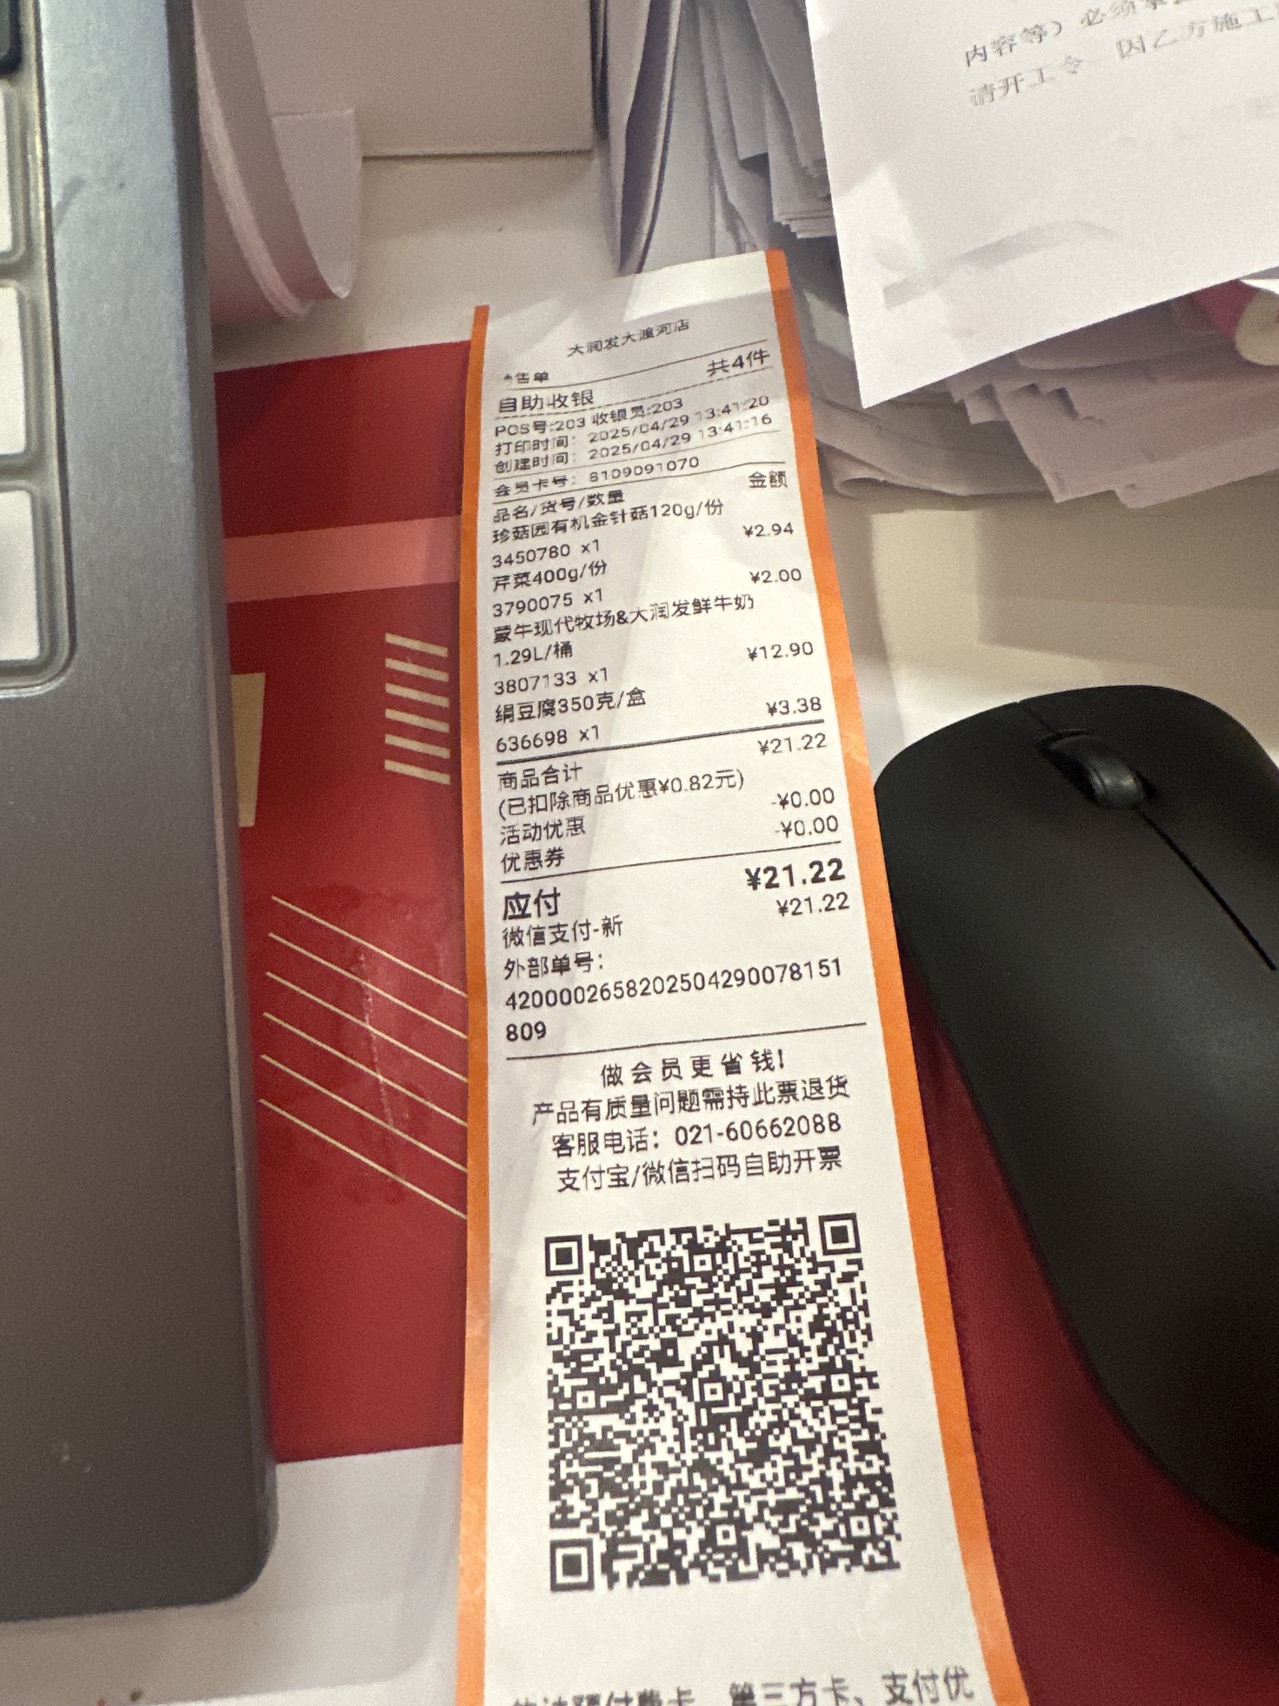 内容等）必须
请开工令 因乙方施工
大润发大渡河店
*售单 共4件
自助收银
POS号:203 收银员:203
打印时间： 2025/04/29 13:41:20
创建时间： 2025/04/29 13:41:16
会员卡号： 8109091070
品名/货号/数量 金额
珍菇园有机金针菇120g/份
3450780 x1 ¥2.94
芹菜400g/份
3790075 x1 ¥2.00
蒙牛现代牧场&大润发鲜牛奶
1.29L/桶
3807133 x1 ¥12.90
绢豆腐350克/盒
636698 x1 ¥3.38
商品合计 ¥21.22
(已扣除商品优惠¥0.82元)
活动优惠 -¥0.00
优惠券 -¥0.00
应付 ¥21.22
微信支付-新 ¥21.22
外部单号：
4200002658202504290078151
809
做会员更省钱!
产品有质量问题需持此票退货
客服电话：021-60662088
支付宝/微信扫码自助开票
预付费卡、第三方卡、支付优